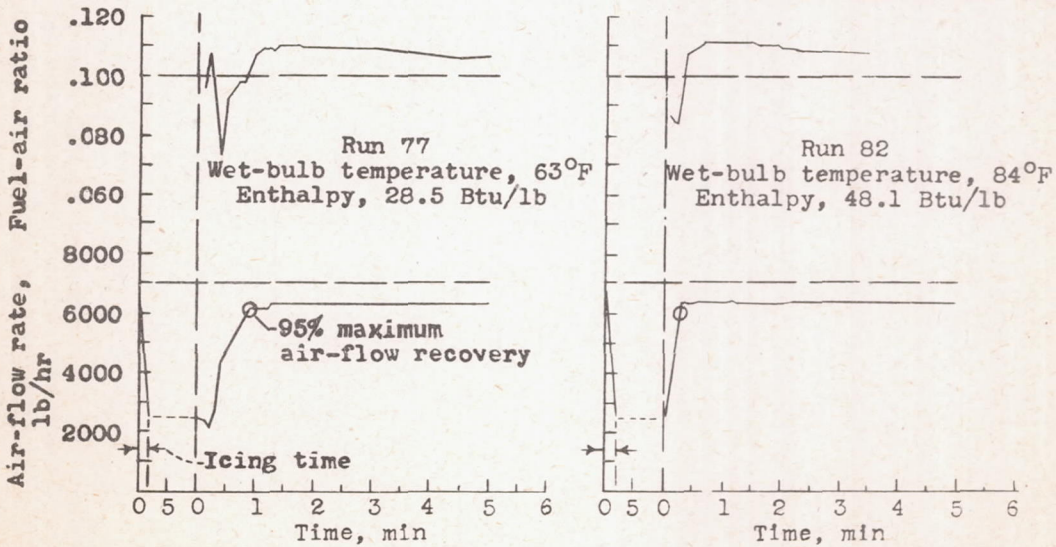 Air-flow rate, Fuel-air ratio
lb/hr
.120
.100
.080
.060
8000
6000
4000
2000
Run 77
Wet-bulb temperature, 63°F
Enthalpy, 28.5 Btu/lb
95% maximum
air-flow recovery
Icing time
0 5 0 1 2 3 4 5 6
Time, min
Run 82
Wet-bulb temperature, 84°F
Enthalpy, 48.1 Btu/lb
0 5 0 1 2 3 4 5 6
Time, min